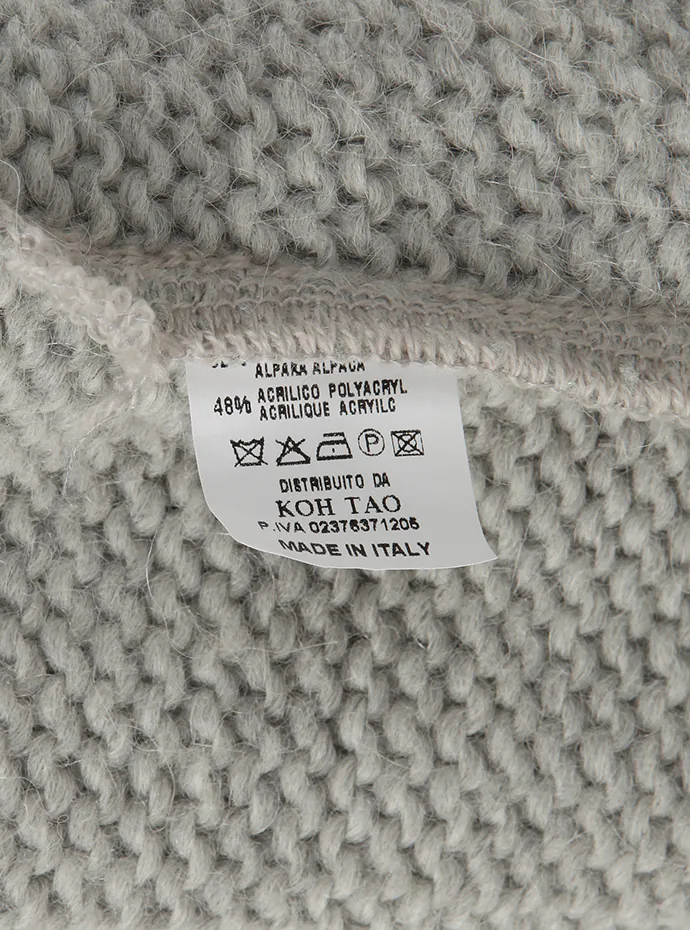 ALPAKA ALPACA
48% ACRILICO POLYACRYL
ACRILIQUE ACRYILC
P
DISTRIBUITO DA
KOH TAO
P.IVA 02376371205
MADE IN ITALY